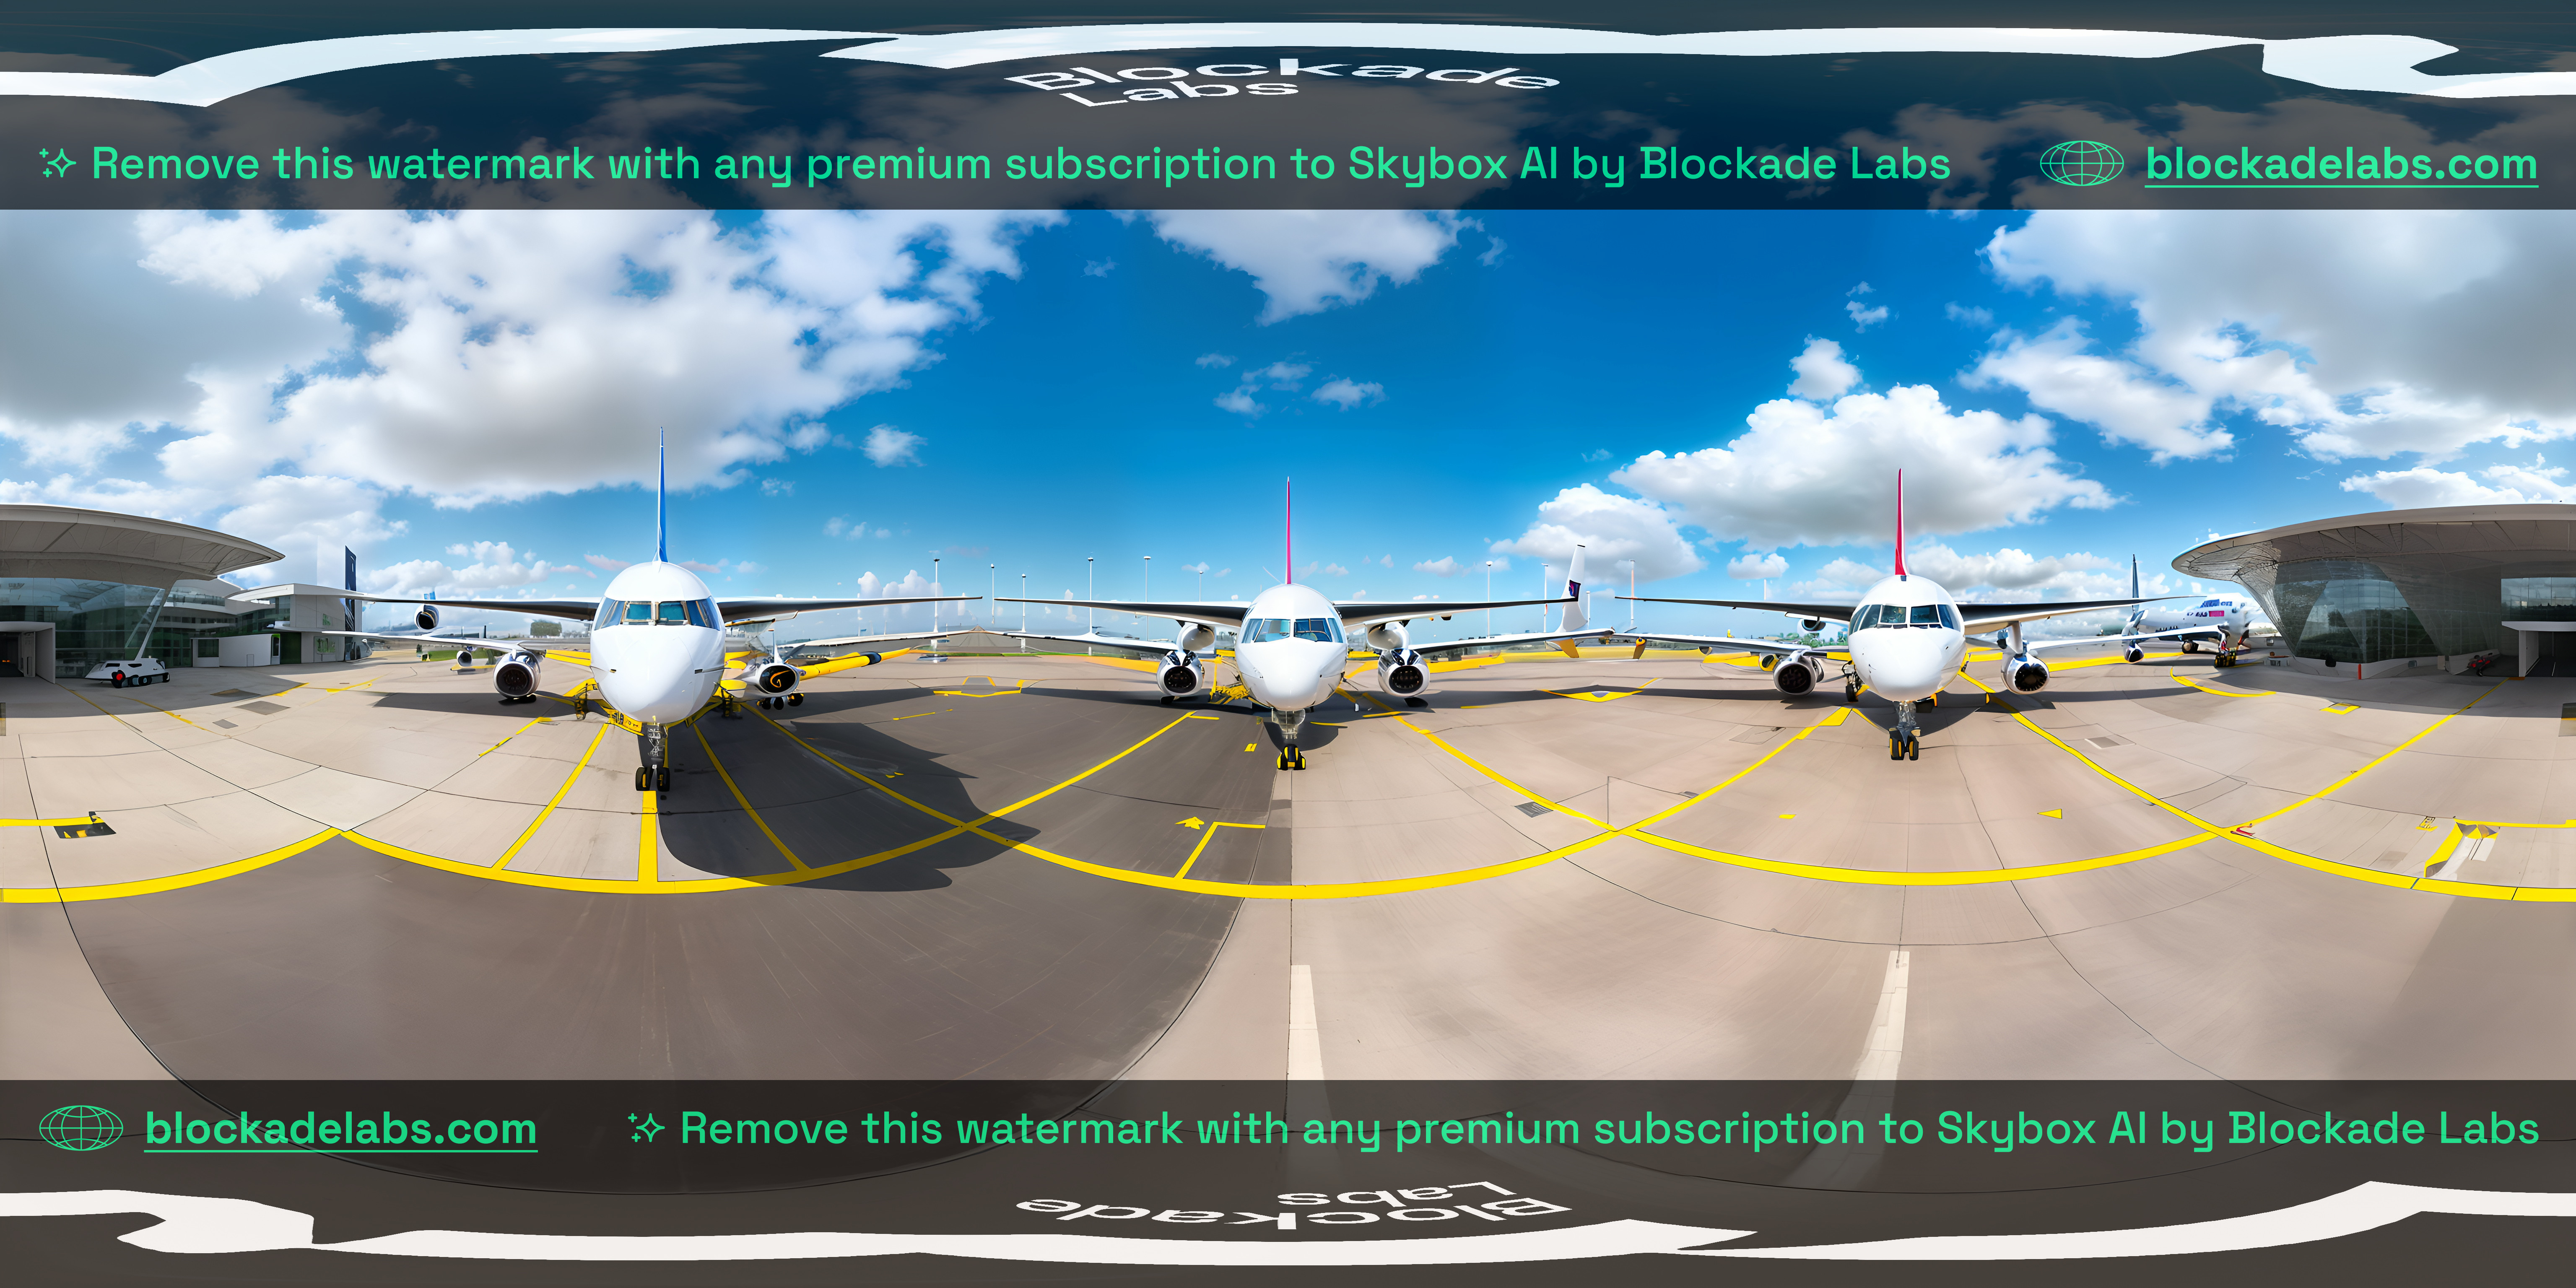 Blockade
Labs
Remove this watermark with any premium subscription to Skybox AI by Blockade Labs
blockadelabs.com
blockadelabs.com
Remove this watermark with any premium subscription to Skybox AI by Blockade Labs
Labs
Blockade